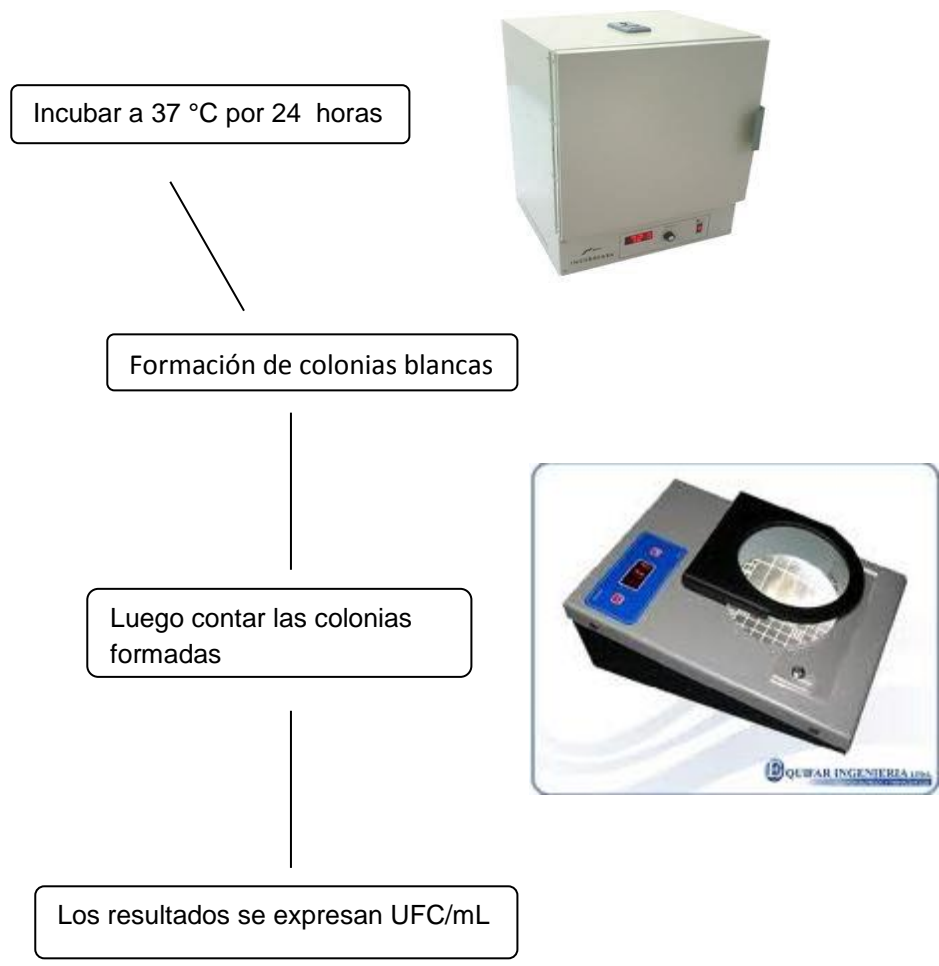 Incubar a 37 °C por 24 horas
Formación de colonias blancas
Luego contar las colonias
formadas
EQUIFAR INGENIERIA LTDA.
Los resultados se expresan UFC/mL